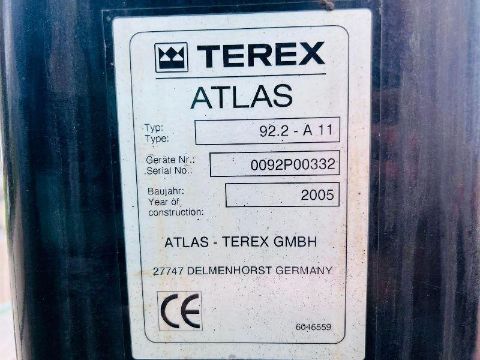 TEREX
ATLAS
Typ:
Type:
92.2 - A 11
Geräte Nr.:
Serial No.:
0092P00332
Baujahr:
Year of
construction:
2005
ATLAS - TEREX GMBH
27747 DELMENHORST GERMANY
CE
6046559